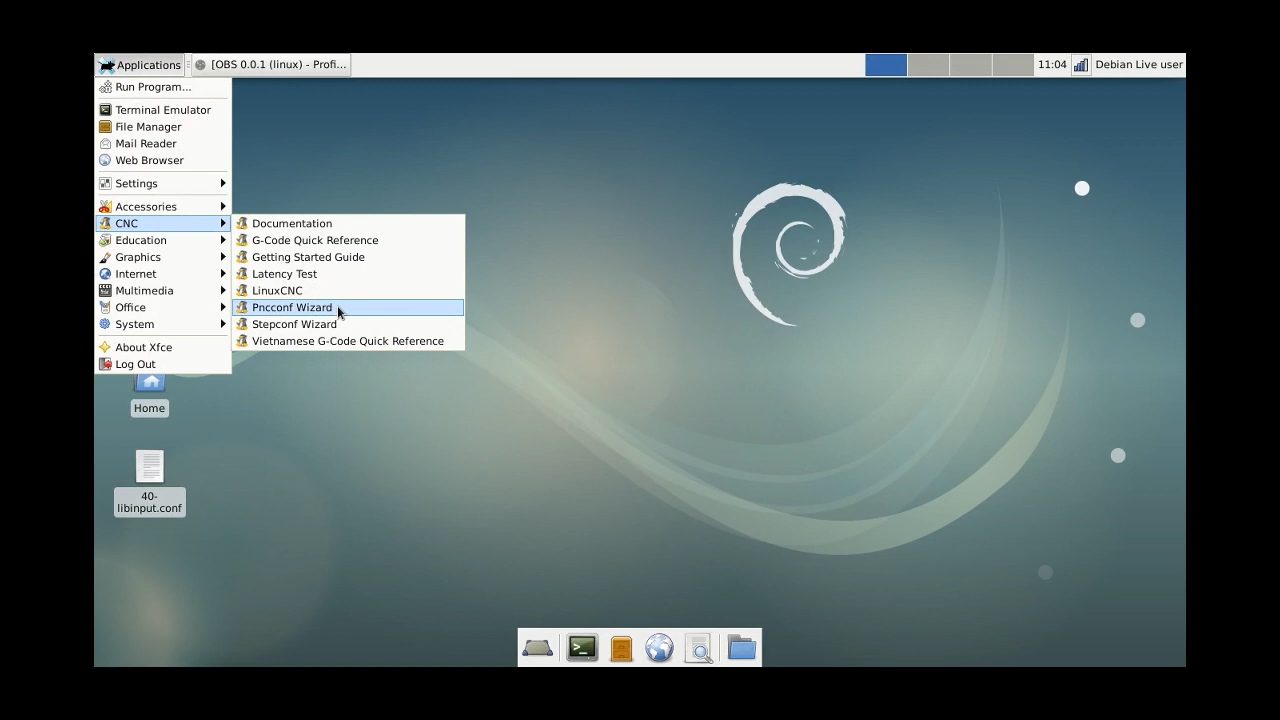 Applications
[OBS 0.0.1 (linux) - Profi...
11:04
Debian Live user
Run Program...
Terminal Emulator
File Manager
Mail Reader
Web Browser
Settings
Accessories
CNC
Education
Graphics
Internet
Multimedia
Office
System
About Xfce
Log Out
Documentation
G-Code Quick Reference
Getting Started Guide
Latency Test
LinuxCNC
Pncconf Wizard
Stepconf Wizard
Vietnamese G-Code Quick Reference
Home
40-
libinput.conf